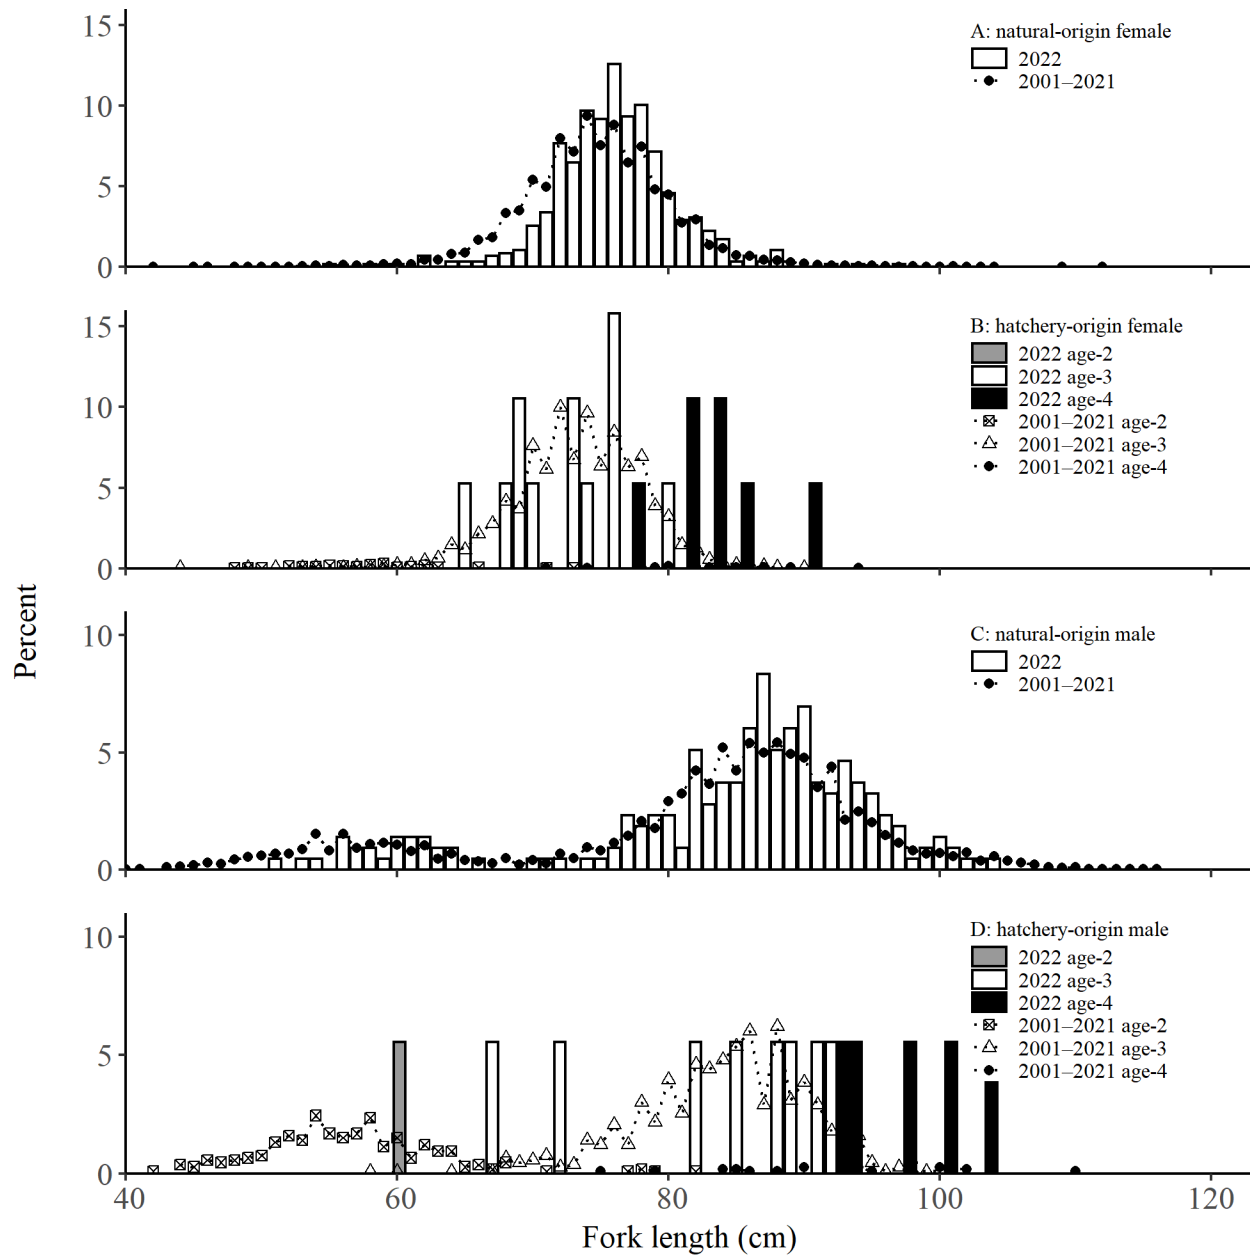 15
10
5
0
A: natural-origin female
2022
2001–2021
15
10
5
0
B: hatchery-origin female
2022 age-2
2022 age-3
2022 age-4
2001–2021 age-2
2001–2021 age-3
2001–2021 age-4
Percent
10
5
0
C: natural-origin male
2022
2001–2021
10
5
0
D: hatchery-origin male
2022 age-2
2022 age-3
2022 age-4
2001–2021 age-2
2001–2021 age-3
2001–2021 age-4
40 60 80 100 120
Fork length (cm)